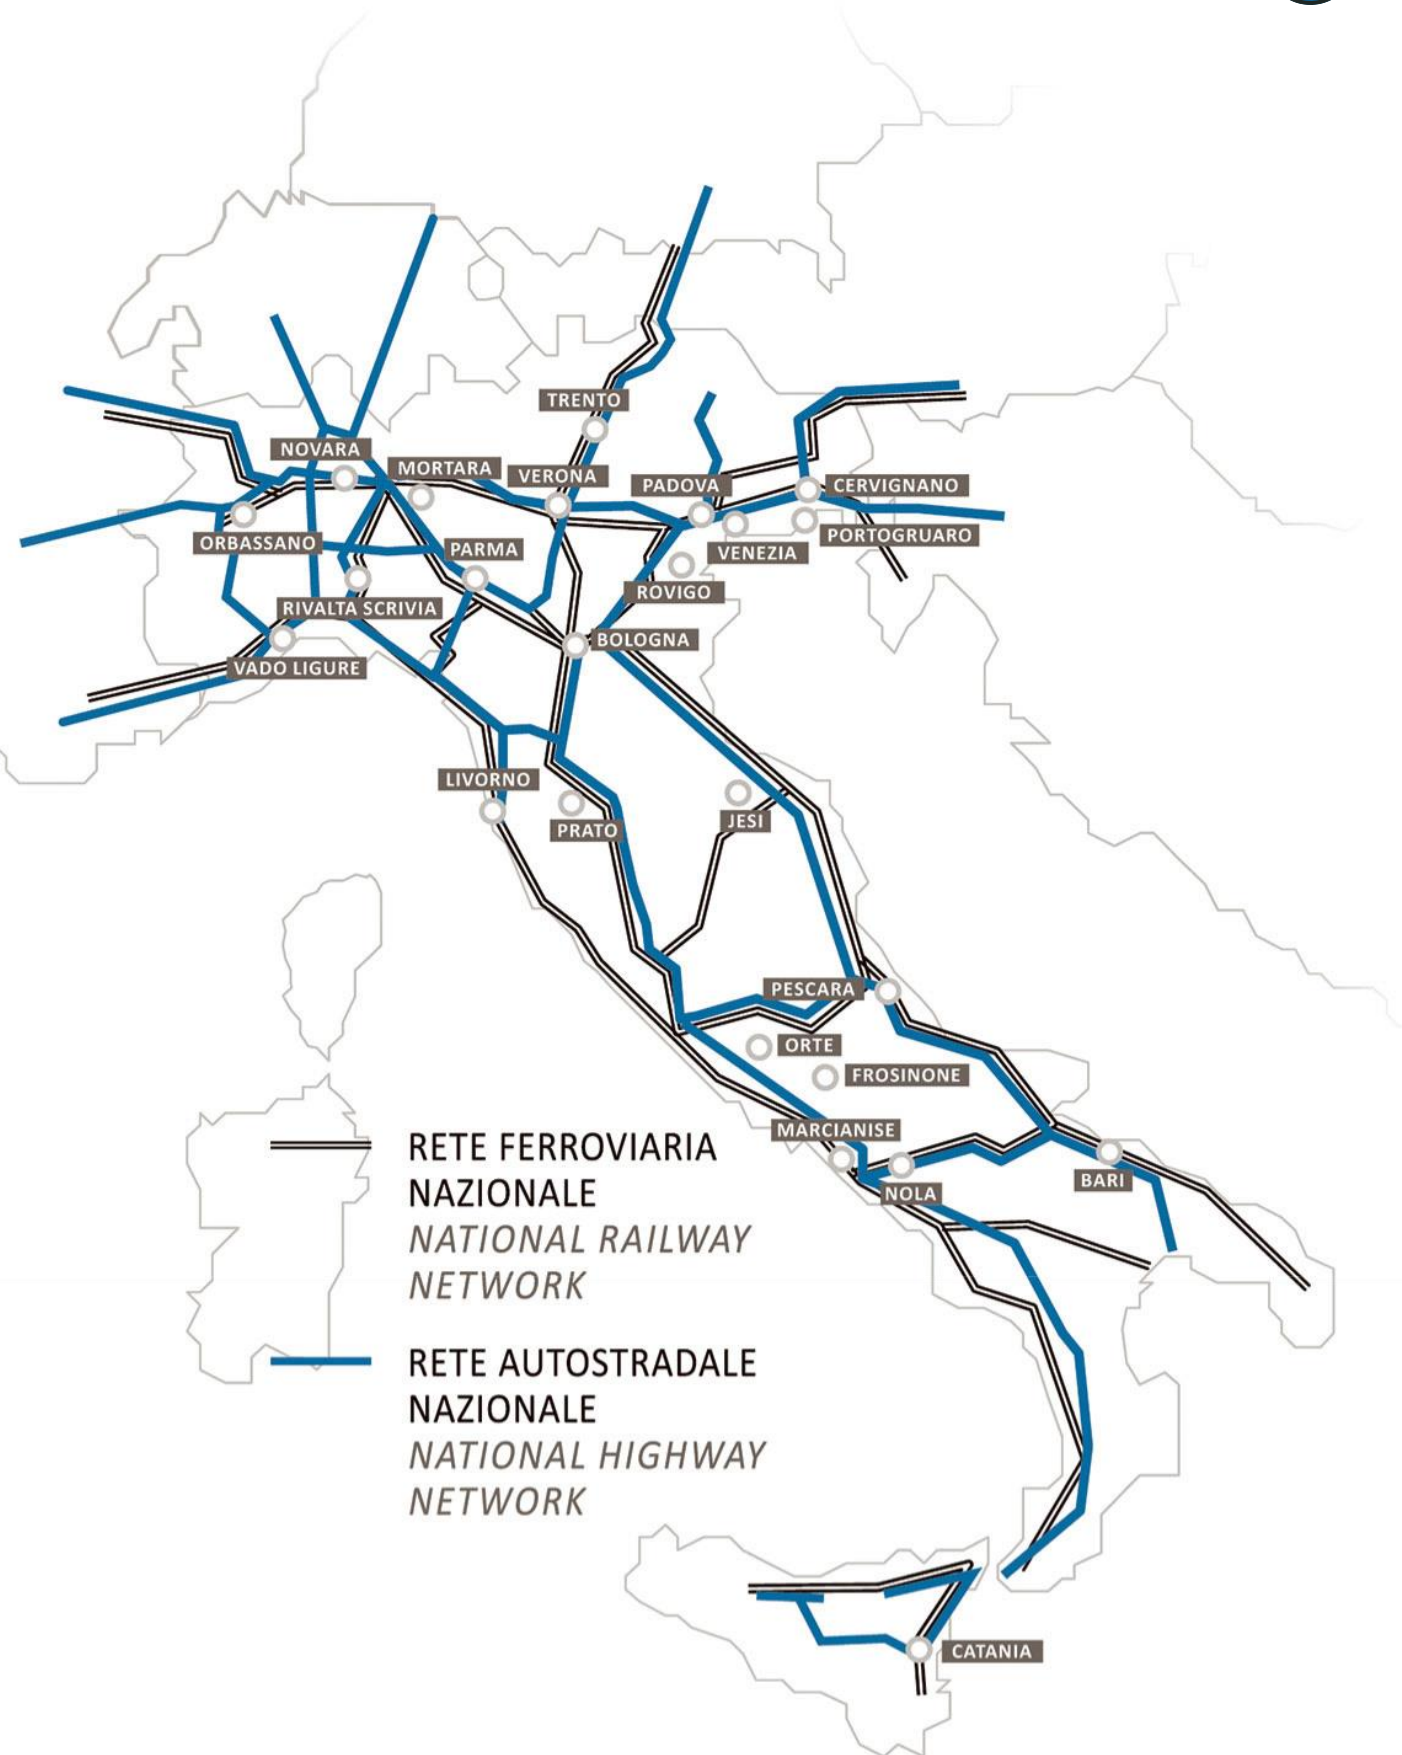 TRENTO
NOVARA
MORTARA
VERONA
PADOVA
CERVIGNANO
ORBASSANO
PARMA
VENEZIA
PORTOGRUARO
RIVALTA SCRIVIA
ROVIGO
BOLOGNA
VADO LIGURE
LIVORNO
PRATO
JESI
PESCARA
ORTE
FROSINONE
MARCIANISE
NOLA
BARI
RETE FERROVIARIA
NAZIONALE
NATIONAL RAILWAY
NETWORK
RETE AUTOSTRADALE
NAZIONALE
NATIONAL HIGHWAY
NETWORK
CATANIA